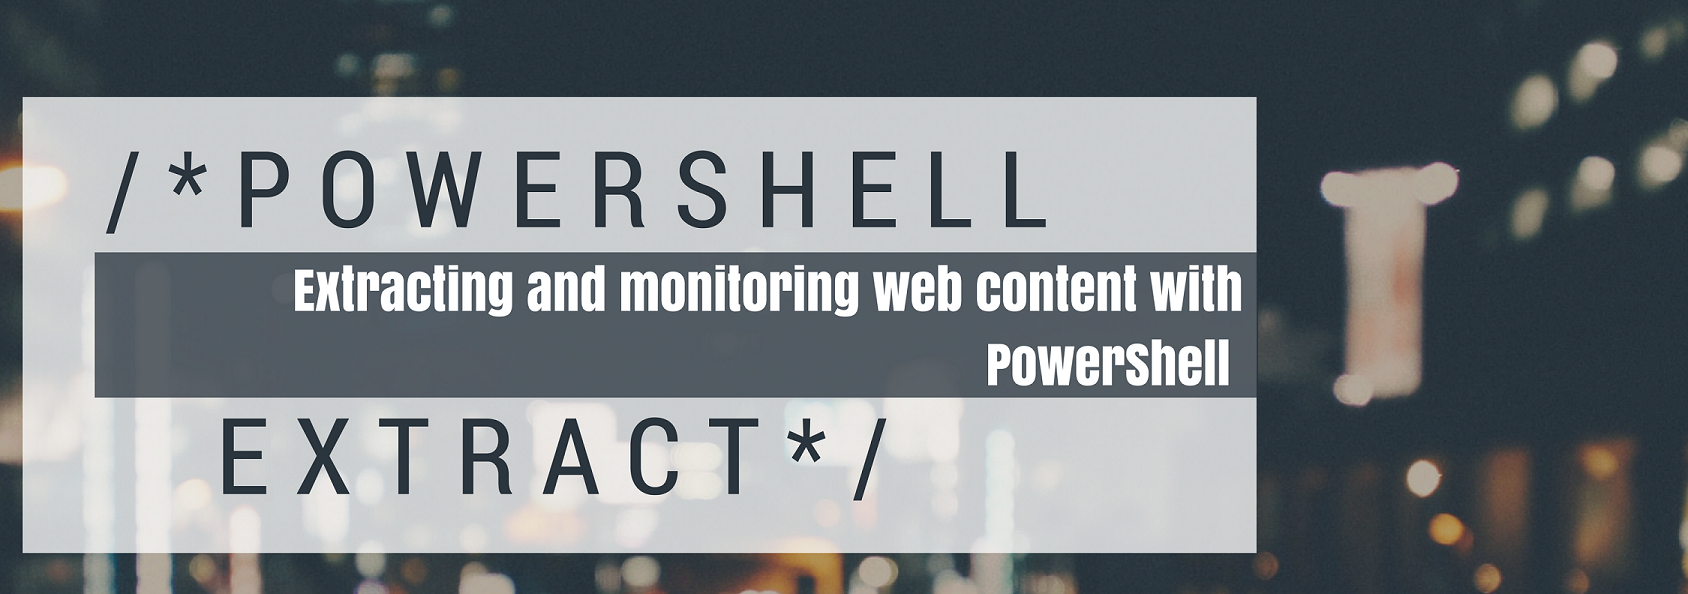 /*POWERSHELL
Extracting and monitoring web content with
PowerShell
EXTRACT*/